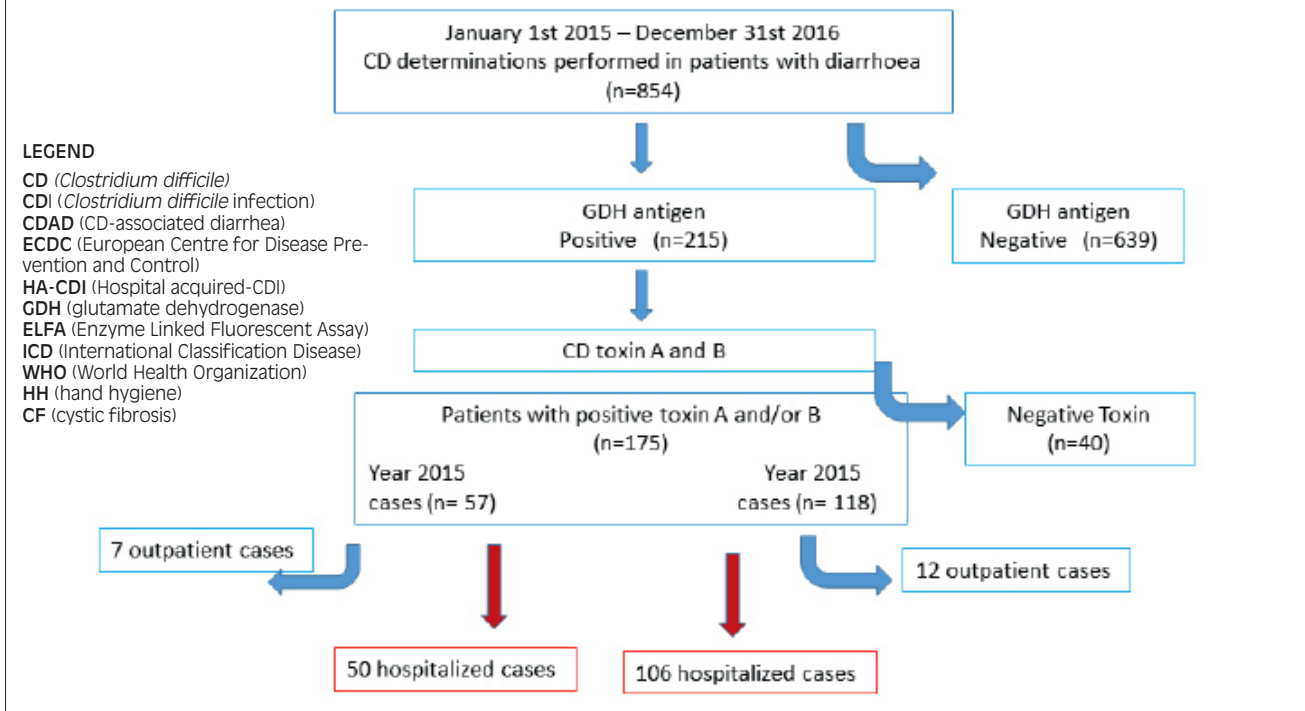 January 1st 2015 – December 31st 2016
CD determinations performed in patients with diarrhoea
(n=854)
LEGEND
CD (Clostridium difficile)
CDI (Clostridium difficile infection)
CDAD (CD-associated diarrhea)
ECDC (European Centre for Disease Pre-
vention and Control)
HA-CDI (Hospital acquired-CDI)
GDH (glutamate dehydrogenase)
ELFA (Enzyme Linked Fluorescent Assay)
ICD (International Classification Disease)
WHO (World Health Organization)
HH (hand hygiene)
CF (cystic fibrosis)
GDH antigen
Positive (n=215)
GDH antigen
Negative (n=639)
CD toxin A and B
Patients with positive toxin A and/or B
(n=175)
Year 2015
cases (n= 57)
Year 2015
cases (n= 118)
Negative Toxin
(n=40)
7 outpatient cases
12 outpatient cases
50 hospitalized cases
106 hospitalized cases